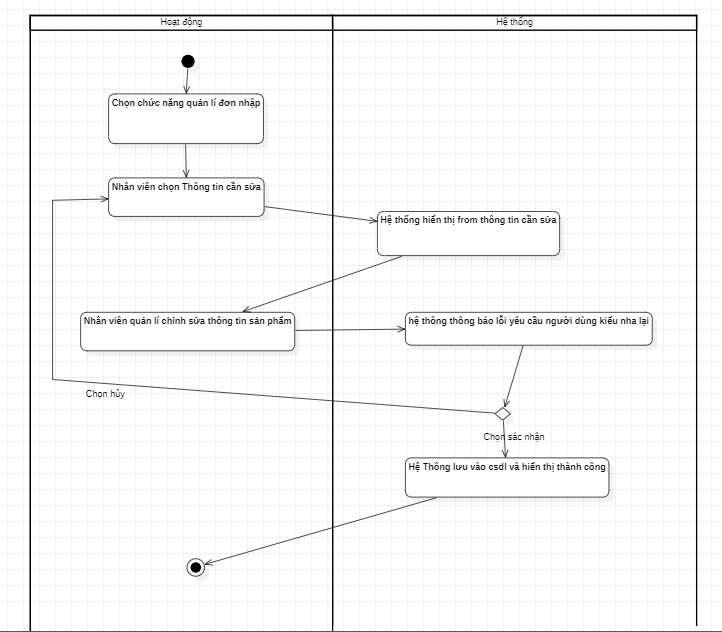 Hoạt động
Hệ thống
Chọn chức năng quản lí đơn nhập
Nhân viên chọn Thông tin cần sửa
Hệ thống hiển thị from thông tin cần sửa
Nhân viên quản lí chỉnh sửa thông tin sản phẩm
hệ thông thông báo lỗi yêu cầu người dùng kiểu nha lại
Chọn hủy
Chọn sác nhận
Hệ Thông lưu vào csdl và hiển thị thành công